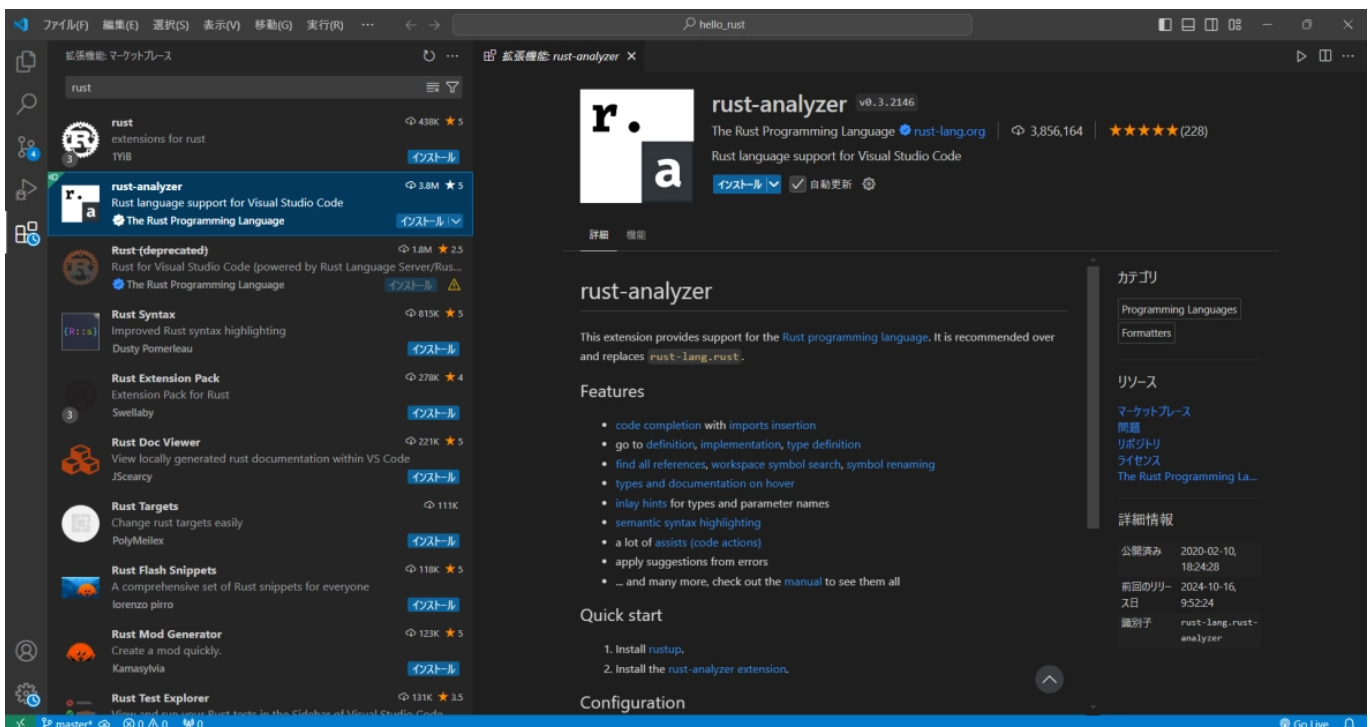 ファイル(F) 編集(E) 選択(S) 表示(V) 移動(G) 実行(R) … hello_rust
拡張機能: マーケットプレース
rust
rust 438K ★ 5
extensions for rust
3 1YiB インストール
rust-analyzer 3.8M ★ 5
Rust language support for Visual Studio Code
The Rust Programming Language インストール
Rust (deprecated) 1.8M ★ 2.5
Rust for Visual Studio Code (powered by Rust Language Server/Rus...
The Rust Programming Language インストール
Rust Syntax 815K ★ 5
{R::s} Improved Rust syntax highlighting
Dusty Pomerleau インストール
Rust Extension Pack 278K ★ 4
Extension Pack for Rust
3 Swellaby インストール
Rust Doc Viewer 221K ★ 5
View locally generated rust documentation within VS Code
JScearcy インストール
Rust Targets 111K
Change rust targets easily
PolyMeilex インストール
Rust Flash Snippets 118K ★ 5
A comprehensive set of Rust snippets for everyone
lorenzo pirro インストール
Rust Mod Generator 123K ★ 5
Create a mod quickly.
Kamasylvia インストール
Rust Test Explorer 131K ★ 3.5
View and run your Rust tests in the Sidebar of Visual Studio Code
4
拡張機能: rust-analyzer
r.
a
rust-analyzer v0.3.2146
The Rust Programming Language rust-lang.org 3,856,164 ★★★★★(228)
Rust language support for Visual Studio Code
インストール 自動更新
詳細 機能
rust-analyzer
This extension provides support for the Rust programming language. It is recommended over
and replaces rust-lang.rust.
Features
• code completion with imports insertion
• go to definition, implementation, type definition
• find all references, workspace symbol search, symbol renaming
• types and documentation on hover
• inlay hints for types and parameter names
• semantic syntax highlighting
• a lot of assists (code actions)
• apply suggestions from errors
• ... and many more, check out the manual to see them all
Quick start
1. Install rustup.
2. Install the rust-analyzer extension.
Configuration
カテゴリ
Programming Languages
Formatters
リソース
マーケットプレース
問題
リポジトリ
ライセンス
The Rust Programming La...
詳細情報
公開済み 2020-02-10,
18:24:28
前回のリリー 2024-10-16,
ス日 9:52:24
識別子 rust-lang.rust-
analyzer
master* 0 0 0 Go Live